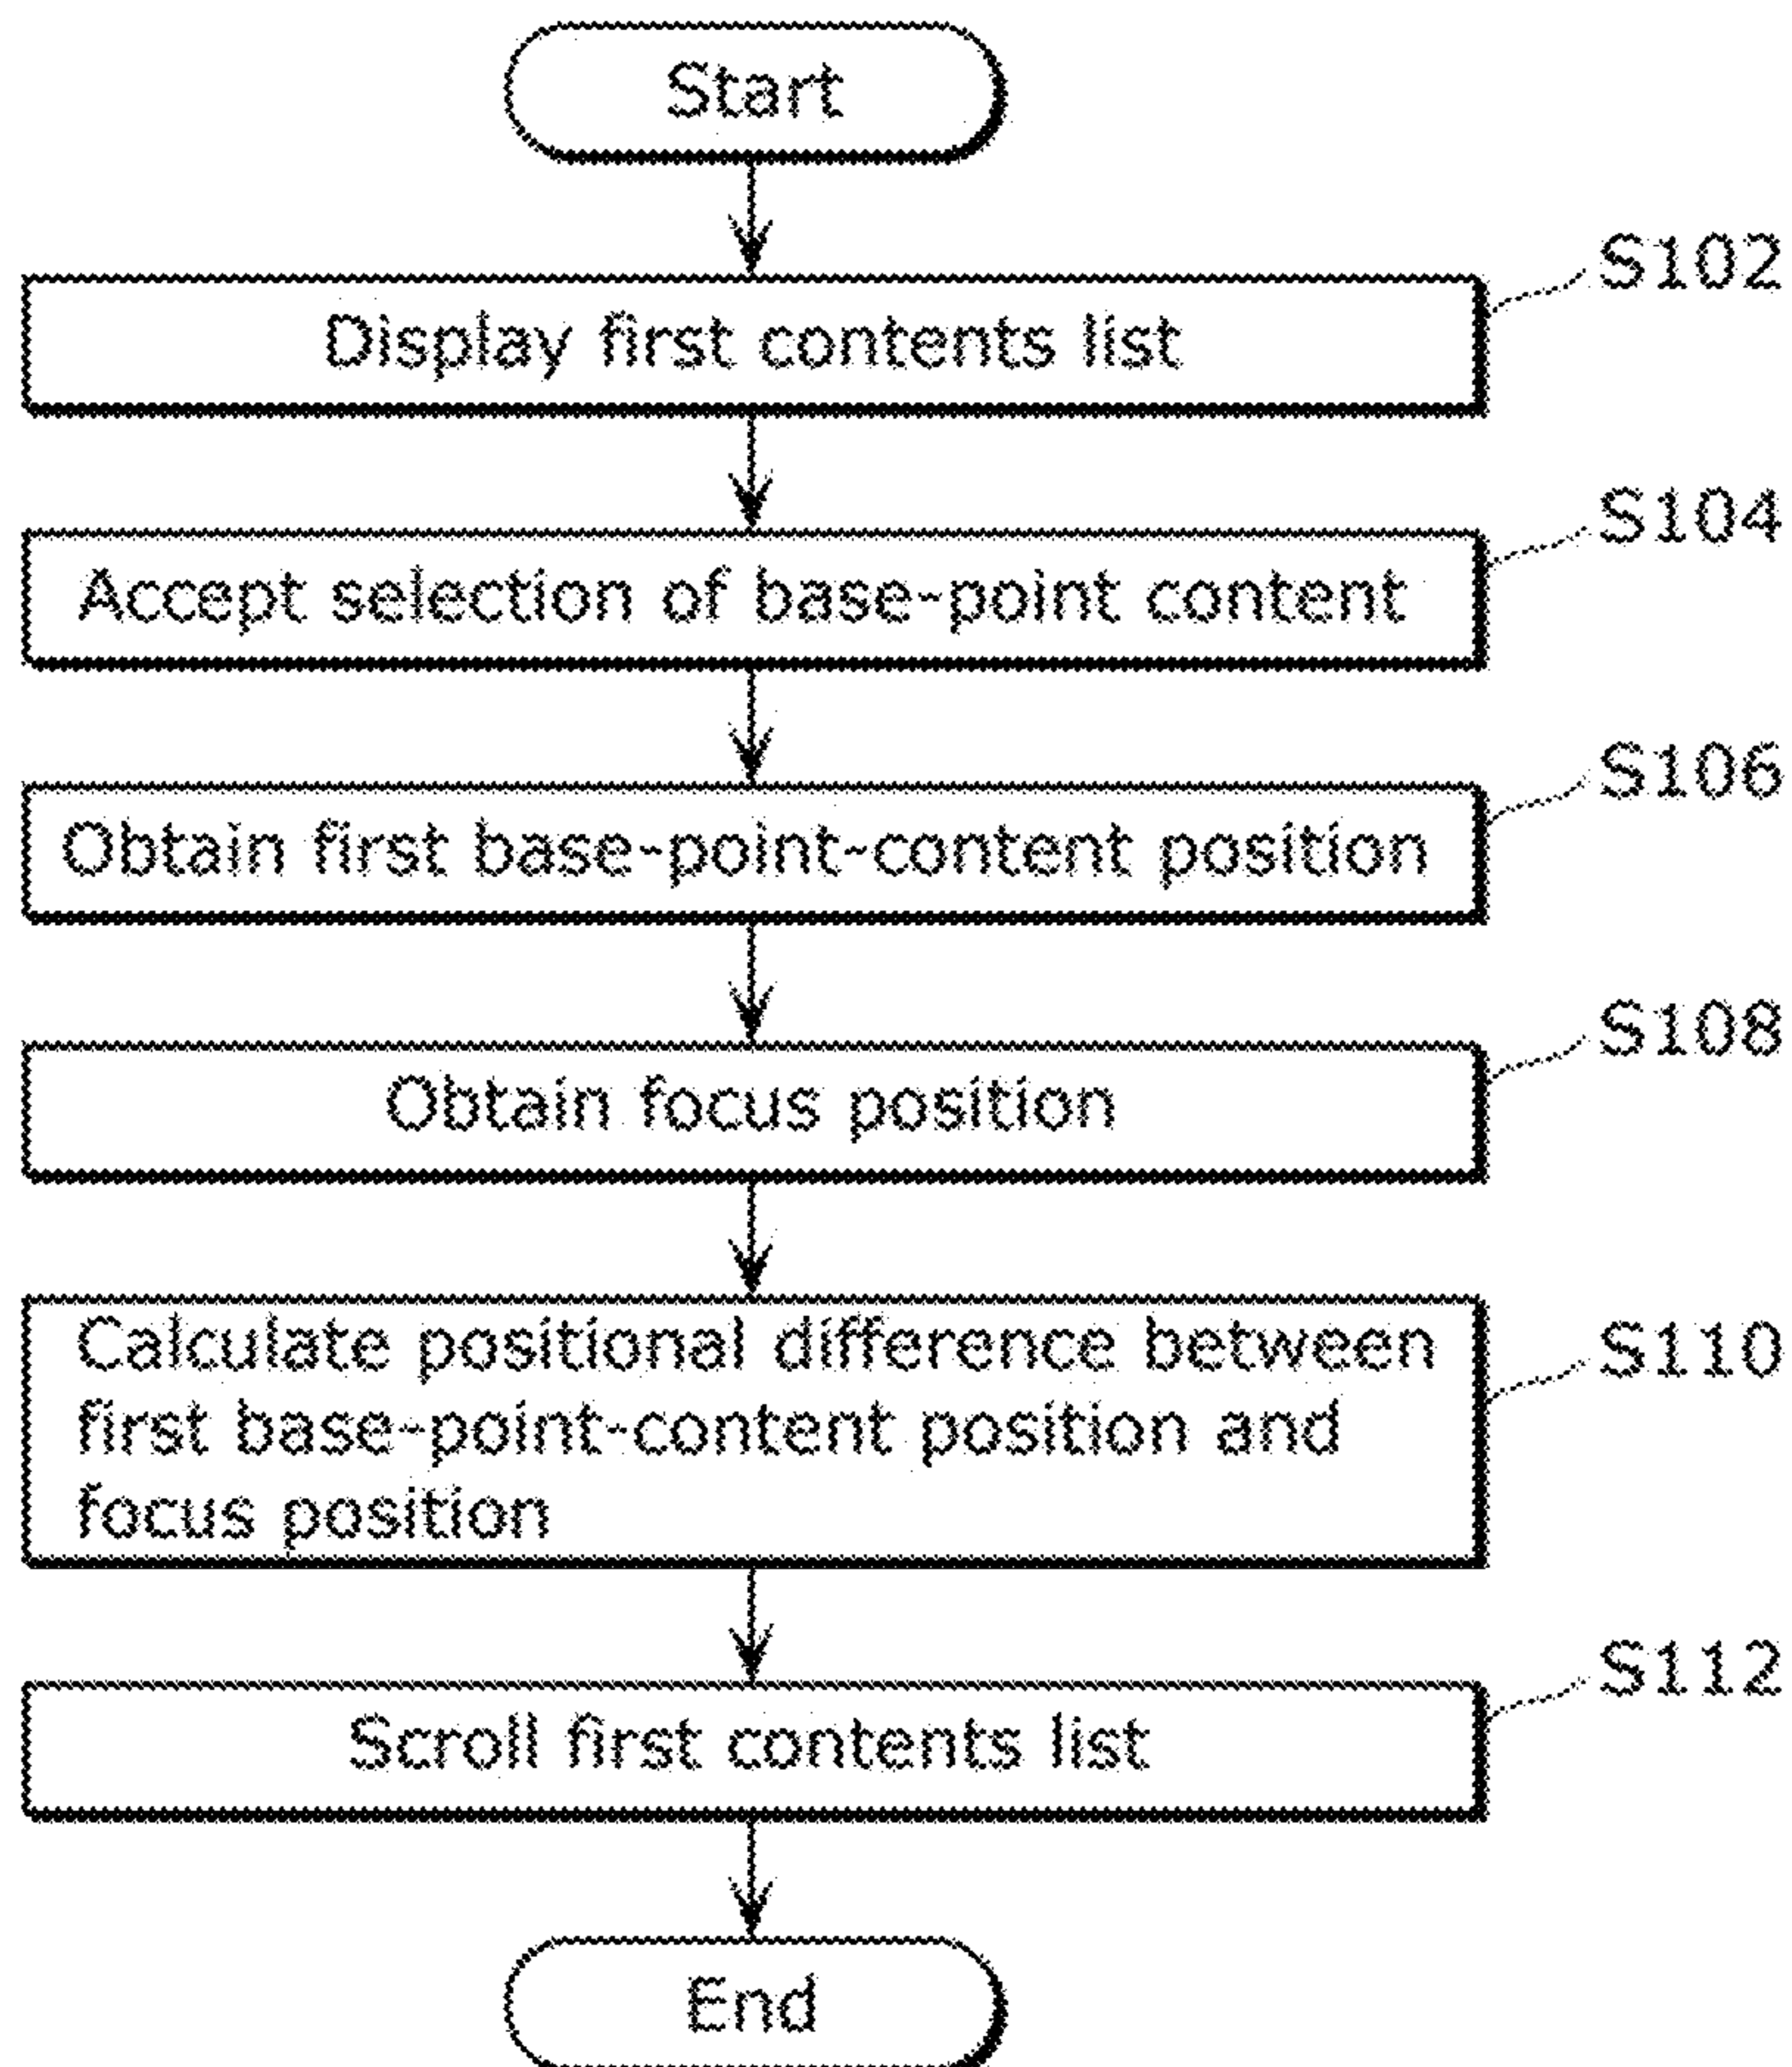 Start
S102
Display first contents list
S104
Accept selection of base-point content
S106
Obtain first base-point-content position
S108
Obtain focus position
S110
Calculate positional difference between
first base-point-content position and
focus position
S112
Scroll first contents list
End